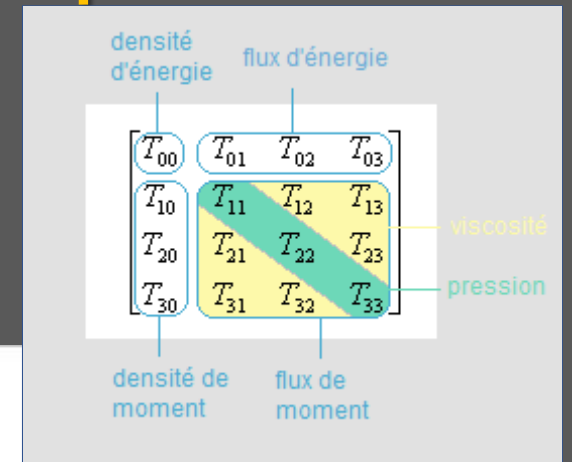 densité
d'énergie
flux d'énergie
T00 T01 T02 T03
T10 T11 T12 T13
viscosité
T20 T21 T22 T23
pression
T30 T31 T32 T33
densité de
moment
flux de
moment